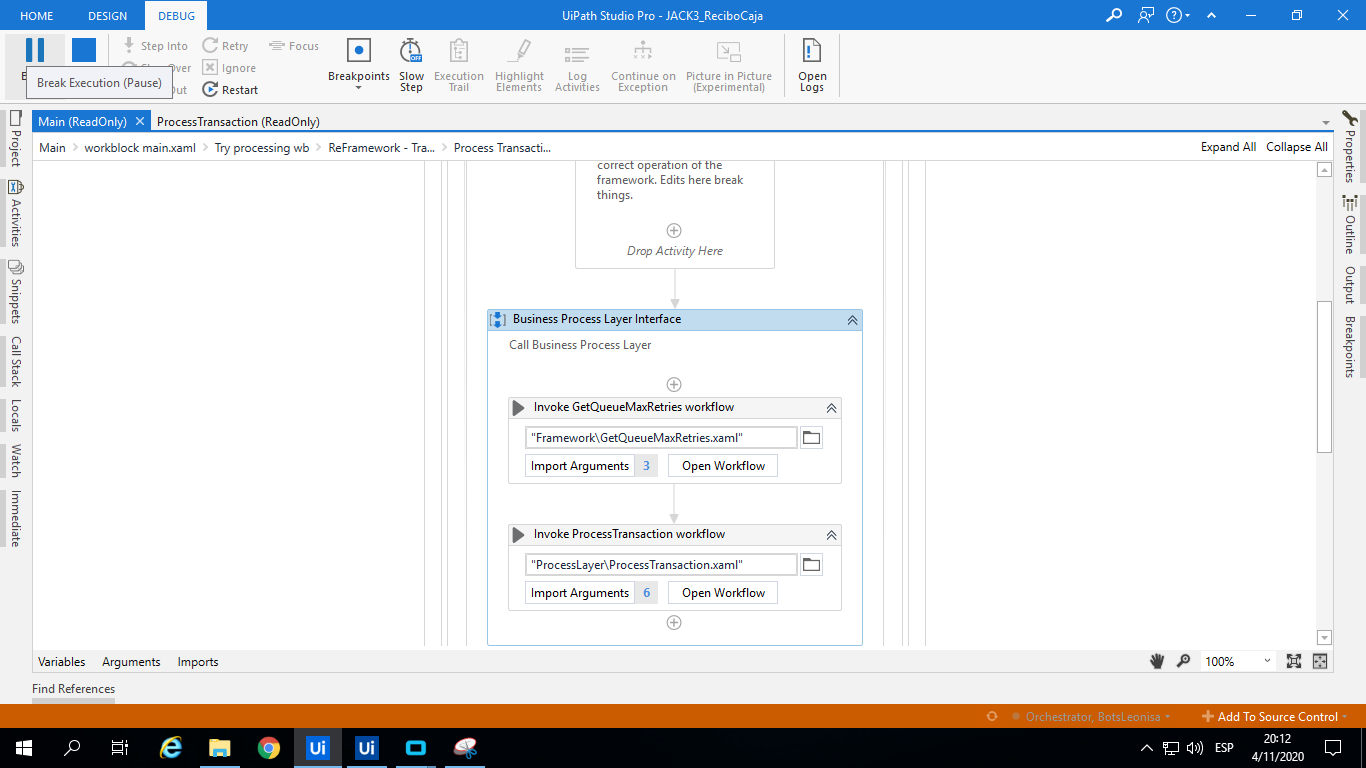 HOME DESIGN DEBUG UiPath Studio Pro - JACK3_ReciboCaja
Step Into Retry Focus
Ignore
Restart
Break Execution (Pause)
Breakpoints
Slow Step
Execution Trail
Highlight Elements
Log Activities
Continue on Exception
Picture in Picture (Experimental)
Open Logs
Main (ReadOnly) ProcessTransaction (ReadOnly)
Main > workblock main.xaml > Try processing wb > ReFramework - Tra... > Process Transacti... Expand All Collapse All
Project
Activities
Snippets
Call Stack
Locals
Watch
Immediate
correct operation of the
framework. Edits here break
things.
Drop Activity Here
Business Process Layer Interface
Call Business Process Layer
Invoke GetQueueMaxRetries workflow
"Framework\GetQueueMaxRetries.xaml"
Import Arguments 3 Open Workflow
Invoke ProcessTransaction workflow
"ProcessLayer\ProcessTransaction.xaml"
Import Arguments 6 Open Workflow
Properties
Outline
Output
Breakpoints
Variables Arguments Imports 100%
Find References
Orchestrator, BotsLeonisa Add To Source Control
Ui Ui ESP 20:12
4/11/2020